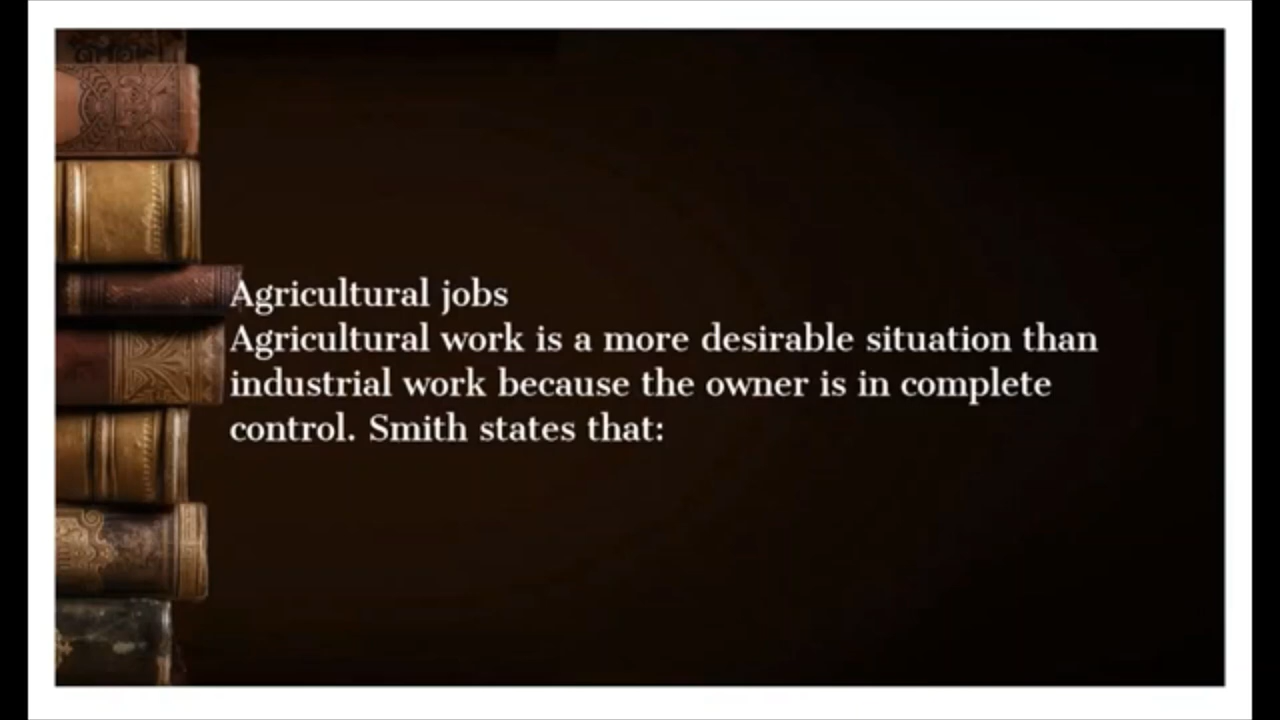 Agricultural jobs
Agricultural work is a more desirable situation than
industrial work because the owner is in complete
control. Smith states that: